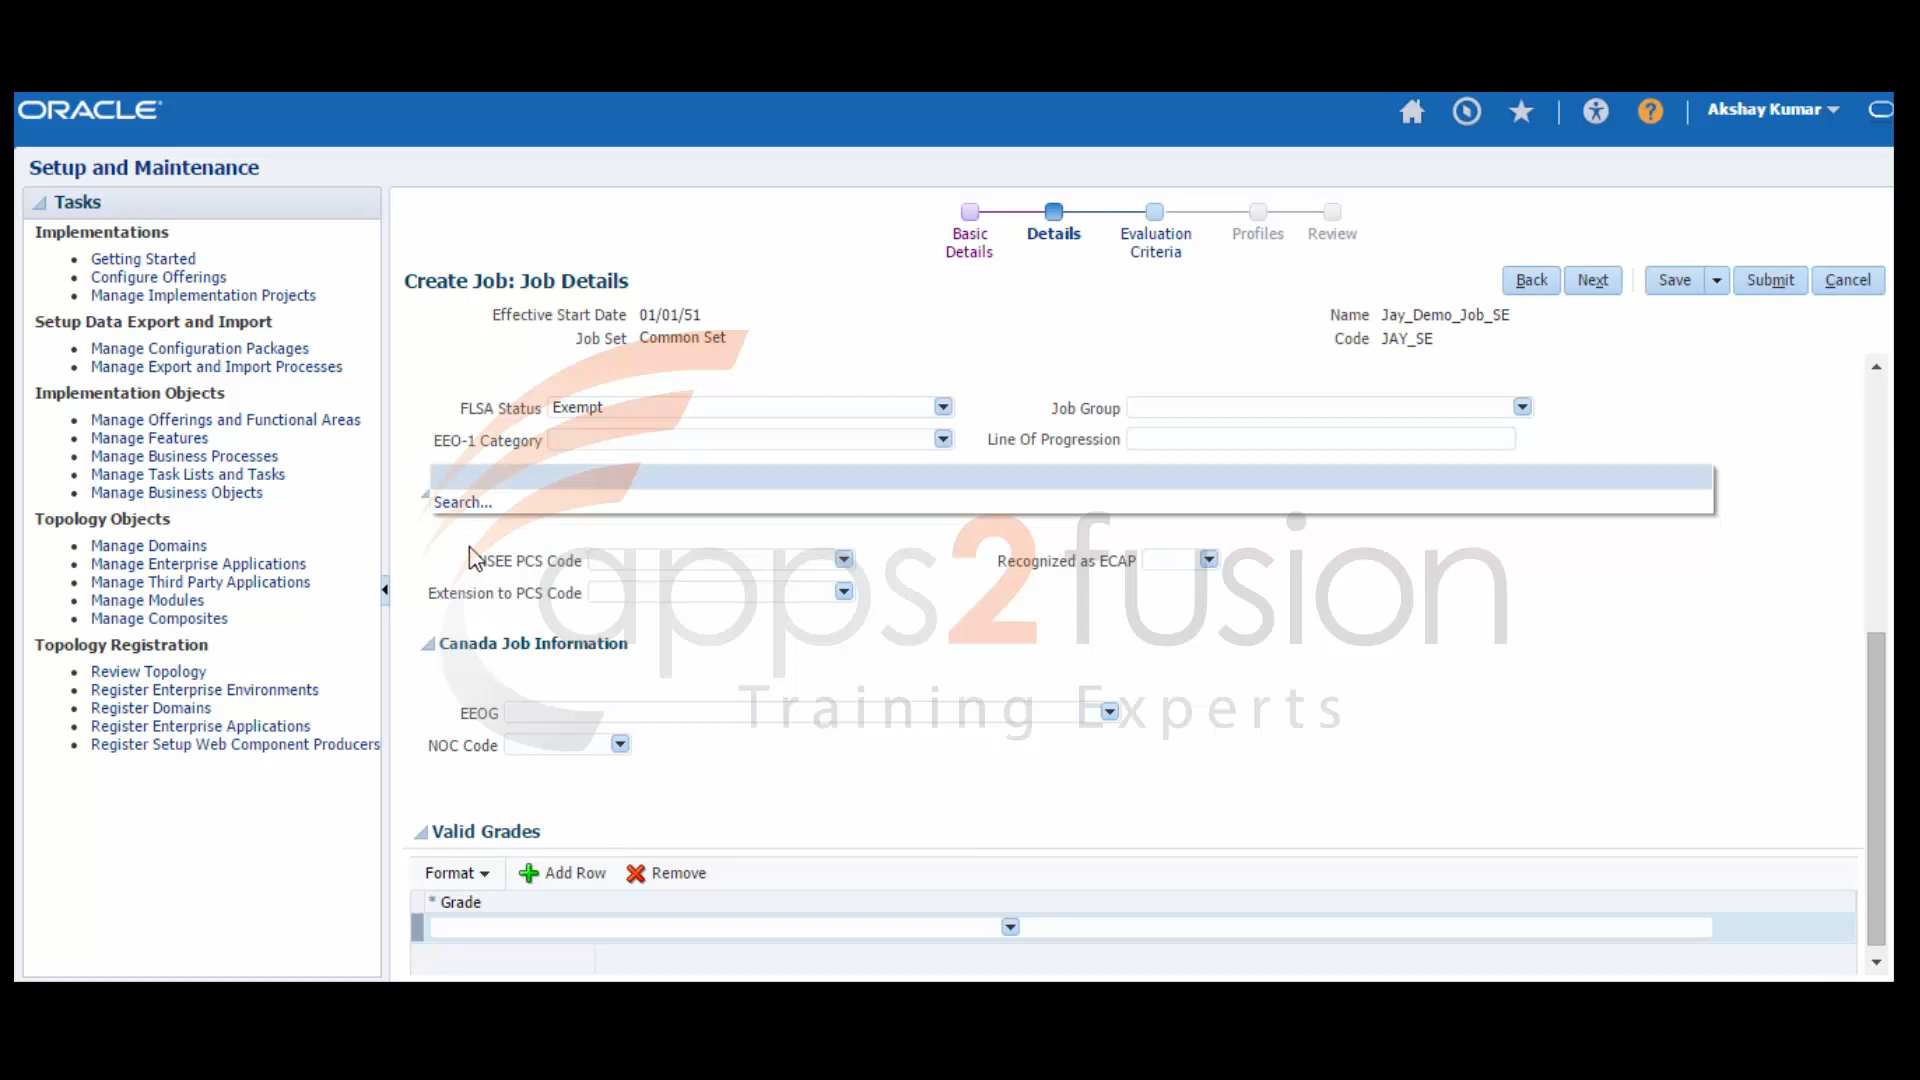 ORACLE
Akshay Kumar
Setup and Maintenance
Tasks
Implementations
Getting Started
Configure Offerings
Manage Implementation Projects
Setup Data Export and Import
Manage Configuration Packages
Manage Export and Import Processes
Implementation Objects
Manage Offerings and Functional Areas
Manage Features
Manage Business Processes
Manage Task Lists and Tasks
Manage Business Objects
Topology Objects
Manage Domains
Manage Enterprise Applications
Manage Third Party Applications
Manage Modules
Manage Composites
Topology Registration
Review Topology
Register Enterprise Environments
Register Domains
Register Enterprise Applications
Register Setup Web Component Producers
Basic Details
Details
Evaluation Criteria
Profiles
Review
Create Job: Job Details
Back Next Save Submit Cancel
Effective Start Date 01/01/51 Name Jay_Demo_Job_SE
Job Set Common Set Code JAY_SE
FLSA Status Exempt Job Group
EEO-1 Category Line Of Progression
Search...
NSEE PCS Code Recognized as ECAP
Extension to PCS Code
Canada Job Information
EEOG
NOC Code
apps2fusion
Training Experts
Valid Grades
Format Add Row Remove
* Grade